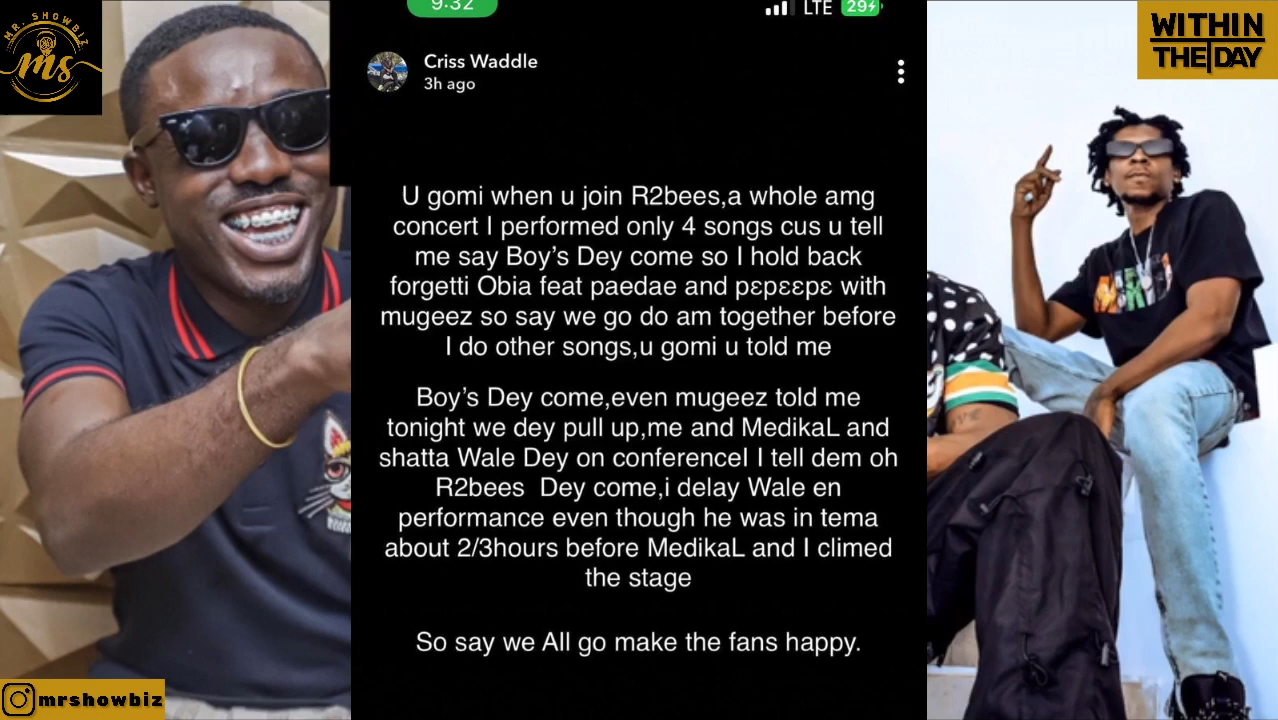 MR. SHOWBIZ
ms
9:32
LTE 29
Criss Waddle
3h ago
U gomi when u join R2bees,a whole amg
concert I performed only 4 songs cus u tell
me say Boy’s Dey come so I hold back
forgetti Obia feat paedae and pɛpɛɛpɛ with
mugeez so say we go do am together before
I do other songs,u gomi u told me
Boy’s Dey come,even mugeez told me
tonight we dey pull up,me and MedikaL and
shatta Wale Dey on conferencel I tell dem oh
R2bees  Dey come,i delay Wale en
performance even though he was in tema
about 2/3hours before MedikaL and I climed
the stage
So say we All go make the fans happy.
WITHIN
THE DAY
mrshowbiz